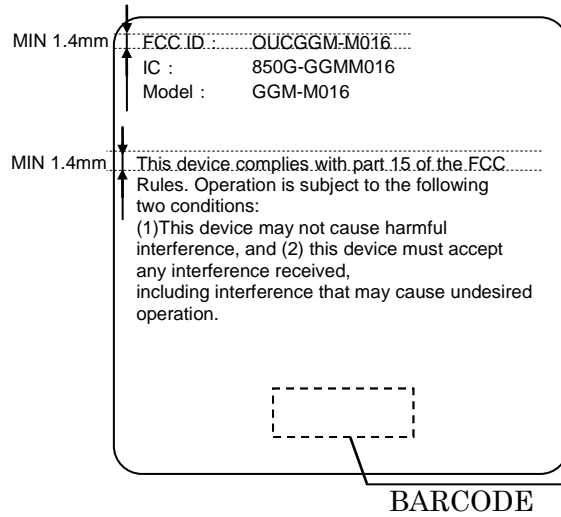 MIN 1.4mm FCC ID : OUCGGM-M016
IC : 850G-GGMM016
Model : GGM-M016
MIN 1.4mm This device complies with part 15 of the FCC
Rules. Operation is subject to the following
two conditions:
(1)This device may not cause harmful
interference, and (2) this device must accept
any interference received,
including interference that may cause undesired
operation.
BARCODE